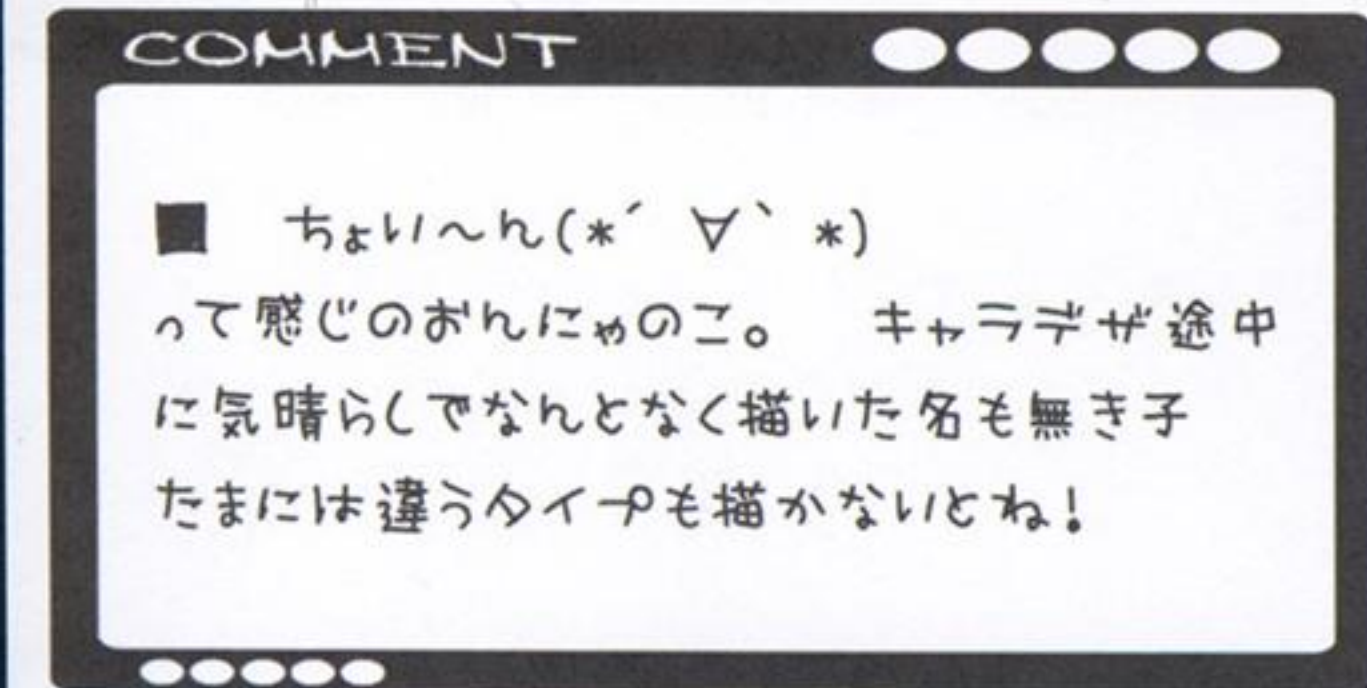 COMMENT
■　ちょい～ん(*´ ∀` *)
って感じのおんにゃのこ。　キャラデザ途中
に気晴らしでなんとなく描いた名も無き子
たまには違うタイプも描かないとね！